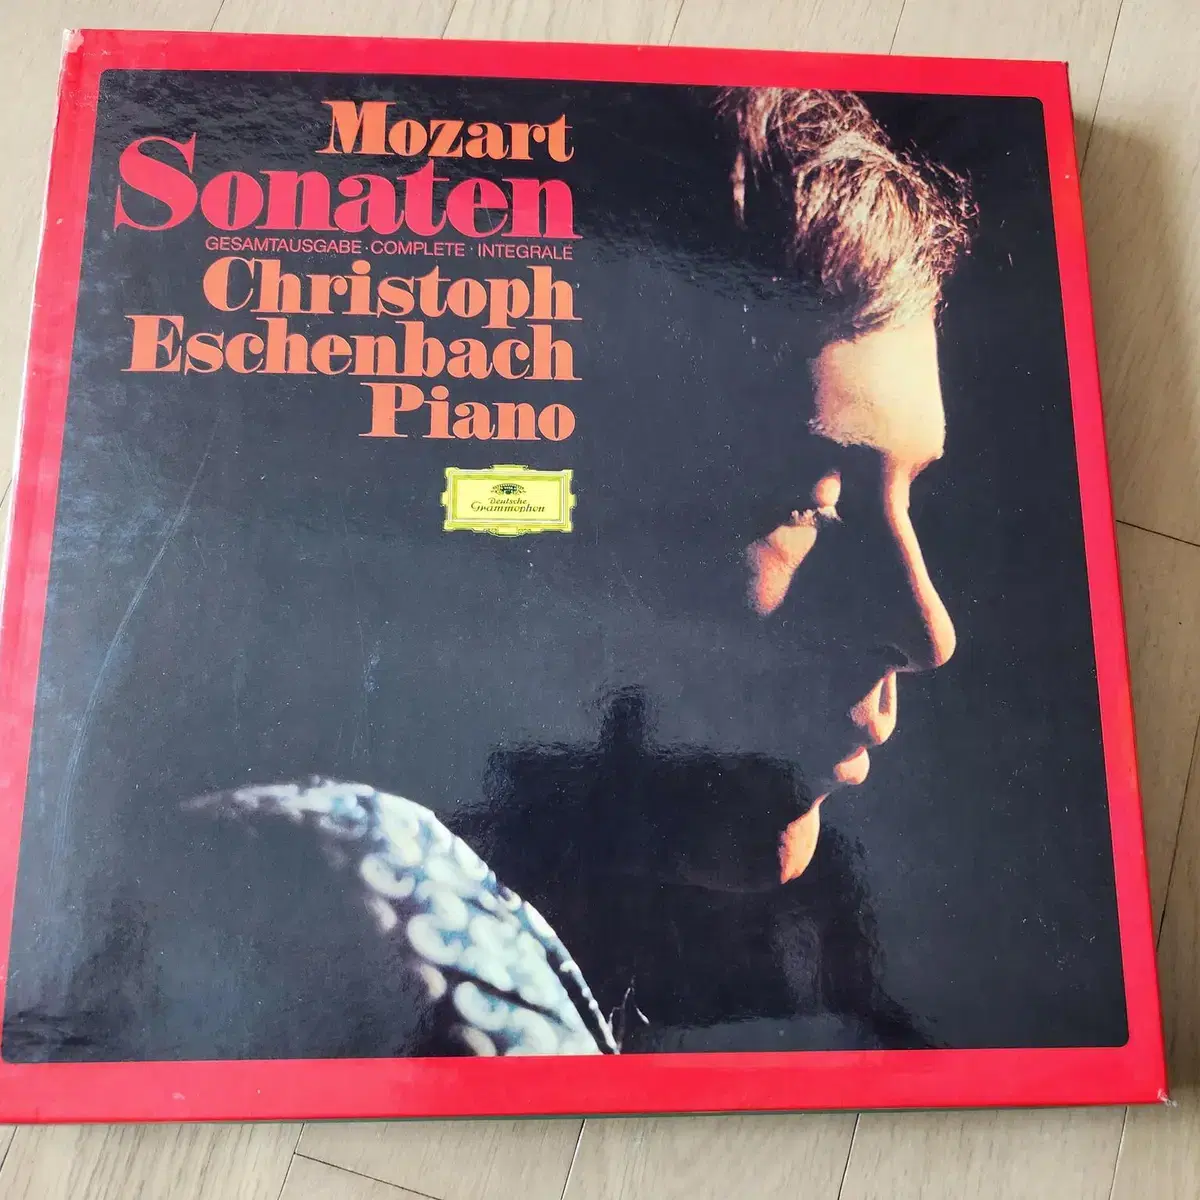 Mozart
Sonaten
GESAMTAUSGABE · COMPLETE · INTEGRALE
Christoph
Eschenbach
Piano
Deutsche
Grammophon